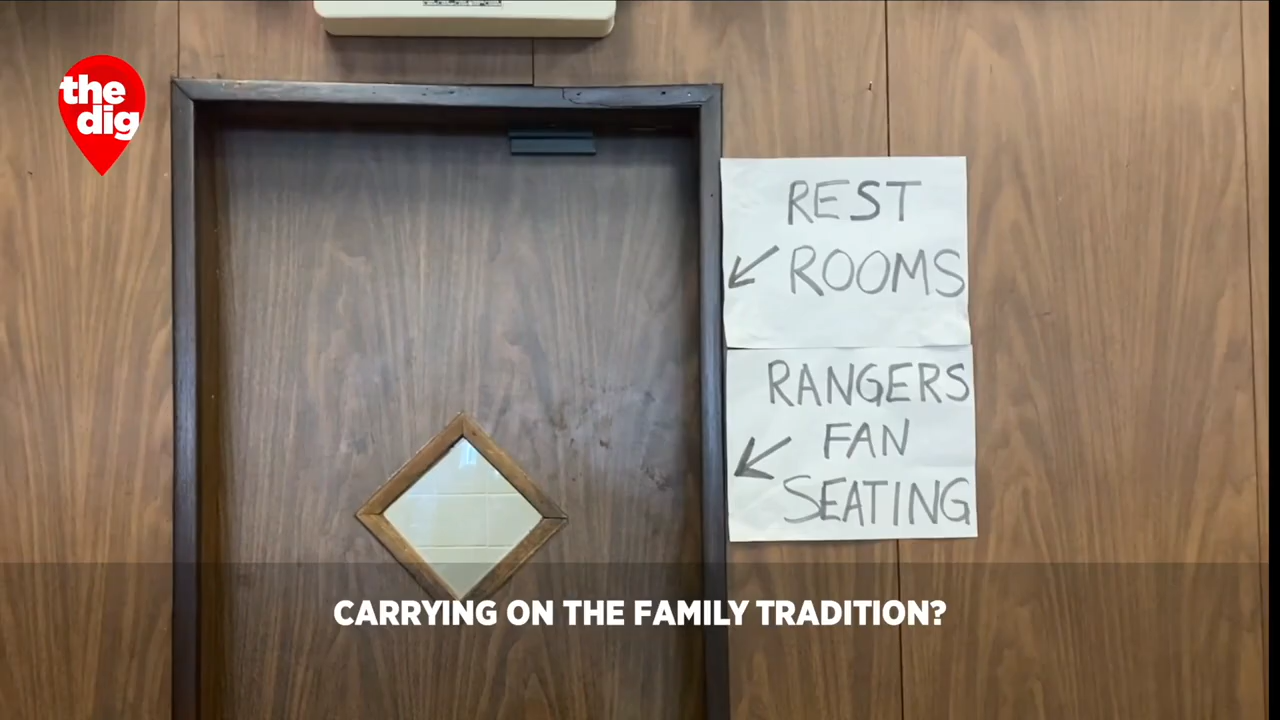 the
dig
REST
ROOMS
RANGERS
FAN
SEATING
CARRYING ON THE FAMILY TRADITION?